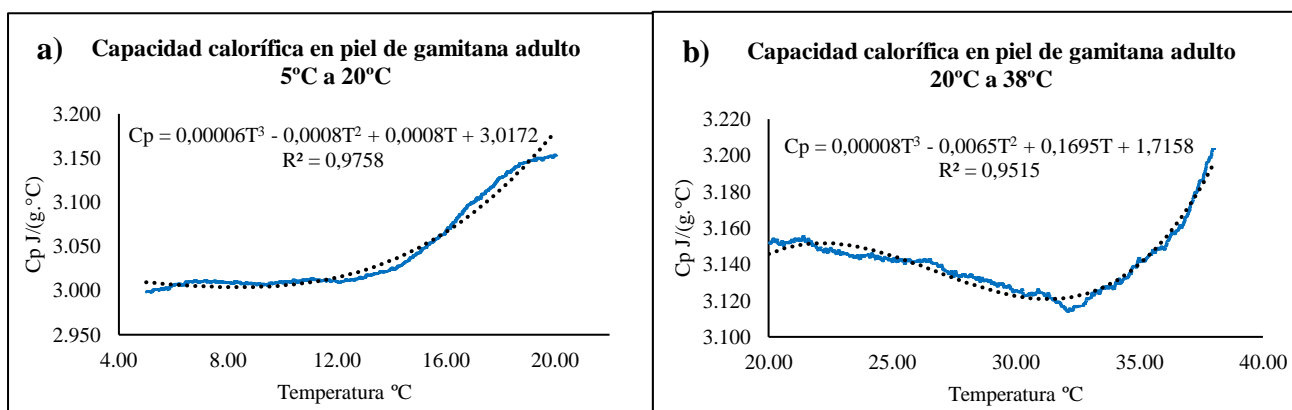 a) Capacidad calorífica en piel de gamitana adulto
5ºC a 20ºC
3.200
Cp = 0,00006T³ - 0,0008T² + 0,0008T + 3,0172
R² = 0,9758
3.150
3.100
3.050
3.000
2.950
Cp J/(g.°C)
4.00 8.00 12.00 16.00 20.00
Temperatura ºC
b) Capacidad calorífica en piel de gamitana adulto
20ºC a 38ºC
3.220
Cp = 0,00008T³ - 0,0065T² + 0,1695T + 1,7158
R² = 0,9515
3.200
3.180
3.160
3.140
3.120
3.100
Cp J/(g.°C)
20.00 25.00 30.00 35.00 40.00
Temperatura ºC